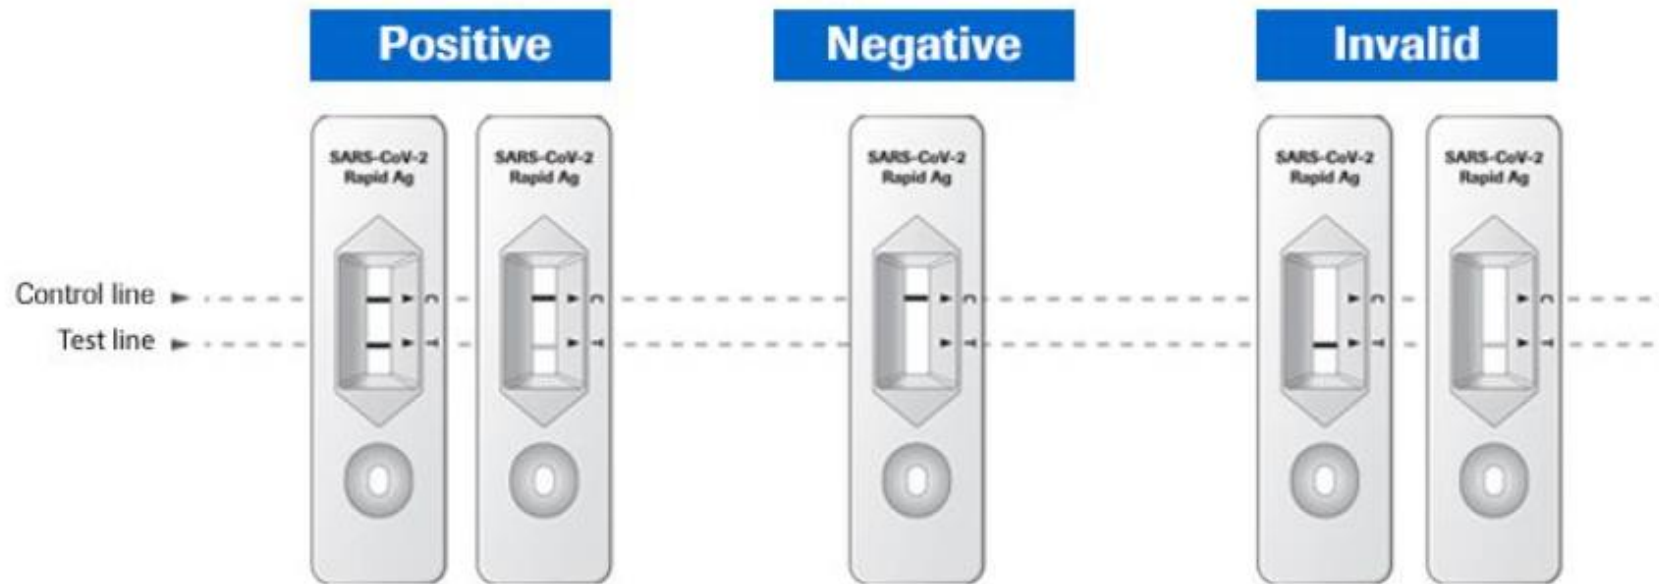 Positive
Negative
Invalid
SARS-CoV-2
Rapid Ag
SARS-CoV-2
Rapid Ag
SARS-CoV-2
Rapid Ag
SARS-CoV-2
Rapid Ag
SARS-CoV-2
Rapid Ag
Control line
C
C
C
C
C
Test line
T
T
T
T
T